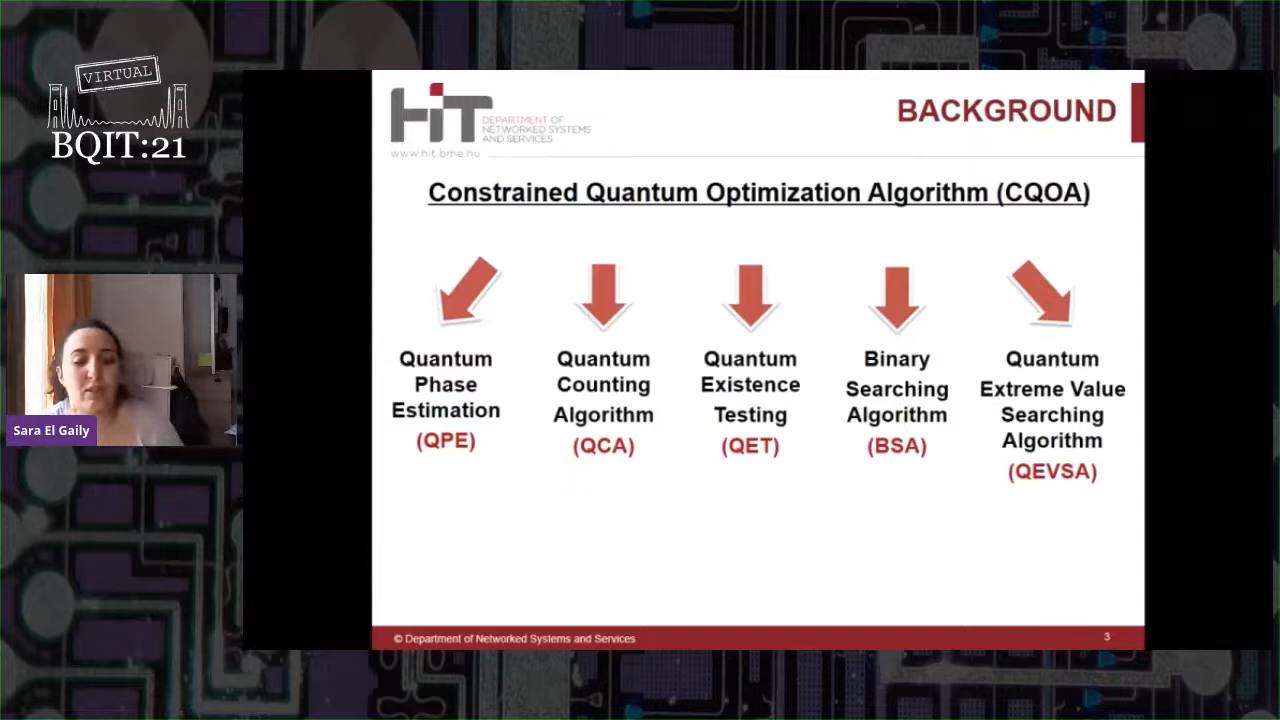 VIRTUAL
BQIT:21
Sara El Gaily
HIT
DEPARTMENT OF
NETWORKED SYSTEMS
AND SERVICES
www.hit.bme.hu
BACKGROUND
Constrained Quantum Optimization Algorithm (CQOA)
Quantum
Phase
Estimation
(QPE)
Quantum
Counting
Algorithm
(QCA)
Quantum
Existence
Testing
(QET)
Binary
Searching
Algorithm
(BSA)
Quantum
Extreme Value
Searching
Algorithm
(QEVSA)
© Department of Networked Systems and Services
3